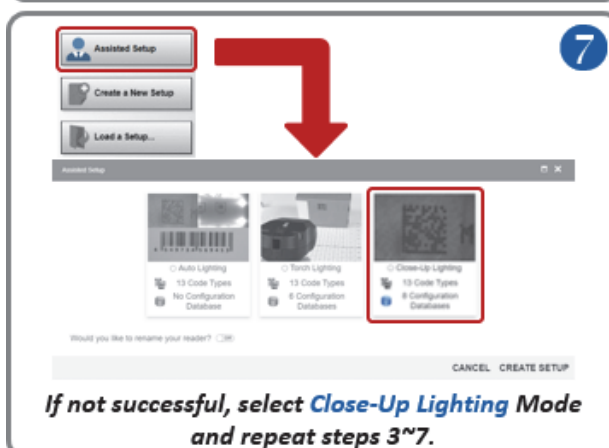 7
Assisted Setup
Create a New Setup
Load a Setup...
Assisted Setup
Auto Lighting
13 Code Types
No Configuration
Database
Torch Lighting
13 Code Types
6 Configuration
Databases
Close-Up Lighting
13 Code Types
8 Configuration
Databases
Would you like to rename your reader?
CANCEL CREATE SETUP
If not successful, select Close-Up Lighting Mode
and repeat steps 3~7.